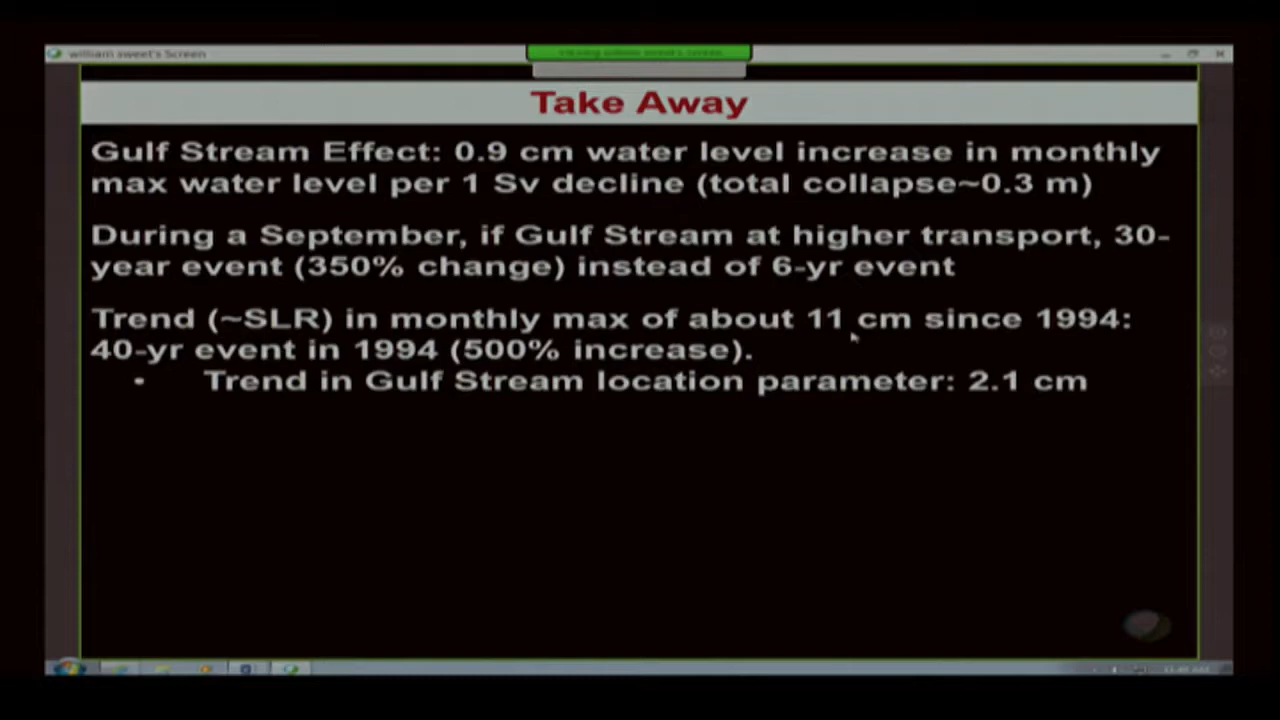 william sweet's Screen
Take Away
Gulf Stream Effect: 0.9 cm water level increase in monthly
max water level per 1 Sv decline (total collapse~0.3 m)
During a September, if Gulf Stream at higher transport, 30-
year event (350% change) instead of 6-yr event
Trend (~SLR) in monthly max of about 11 cm since 1994:
40-yr event in 1994 (500% increase).
• Trend in Gulf Stream location parameter: 2.1 cm